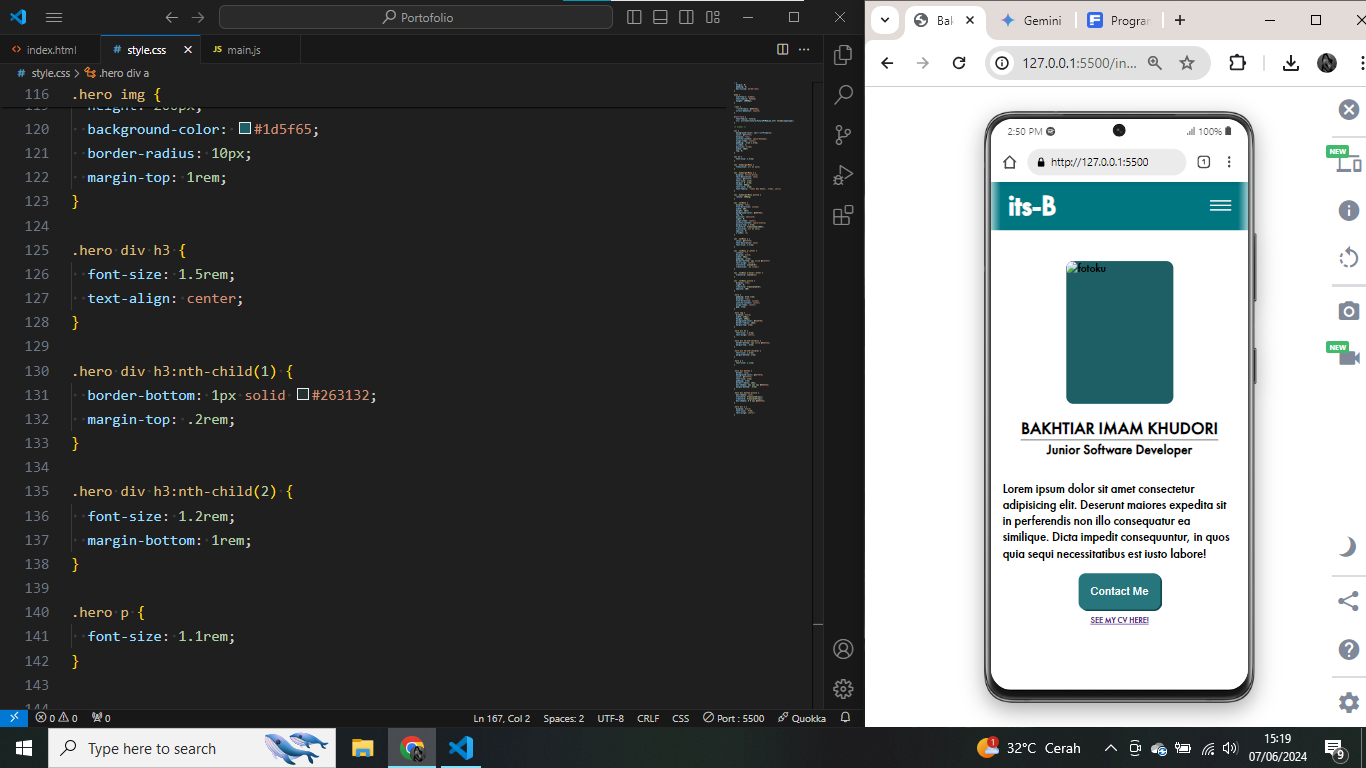 Portofolio
index.html
style.css
JS main.js
# style.css > .hero div a
116 .hero img {
120 background-color: #1d5f65;
121 border-radius: 10px;
122 margin-top: 1rem;
123 }
124
125 .hero div h3 {
126 font-size: 1.5rem;
127 text-align: center;
128 }
129
130 .hero div h3:nth-child(1) {
131 border-bottom: 1px solid #263132;
132 margin-top: .2rem;
133 }
134
135 .hero div h3:nth-child(2) {
136 font-size: 1.2rem;
137 margin-bottom: 1rem;
138 }
139
140 .hero p {
141 font-size: 1.1rem;
142 }
143
0 0 0
Ln 167, Col 2
Spaces: 2
UTF-8
CRLF
CSS
Port : 5500
Quokka
Gemini
127.0.0.1:5500/in...
2:50 PM
100%
http://127.0.0.1:5500
1
its-B
fotoku
BAKHTIAR IMAM KHUDORI
Junior Software Developer
Lorem ipsum dolor sit amet consectetur
adipisicing elit. Deserunt maiores expedita sit
in perferendis non illo consequatur ea
similique. Dicta impedit consequuntur, in quos
quia sequi necessitatibus est iusto labore!
Contact Me
SEE MY CV HERE!
NEW
NEW
Type here to search
1
32°C Cerah
15:19
07/06/2024
9